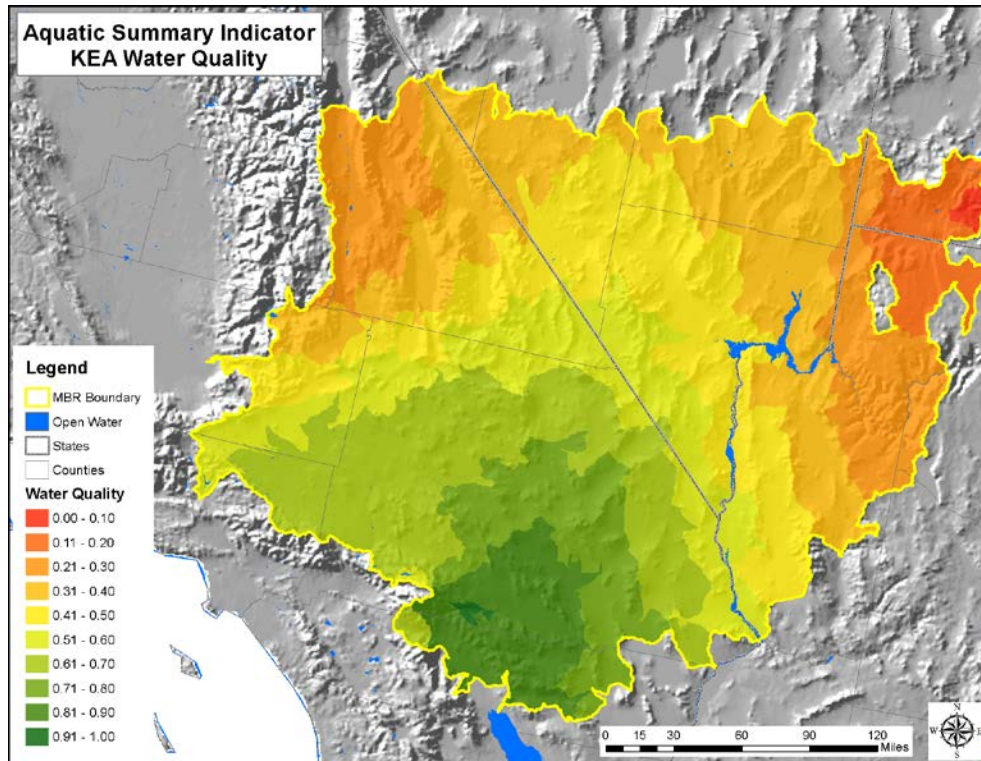 Aquatic Summary Indicator
KEA Water Quality
Legend
MBR Boundary
Open Water
States
Counties
Water Quality
0.00 - 0.10
0.11 - 0.20
0.21 - 0.30
0.31 - 0.40
0.41 - 0.50
0.51 - 0.60
0.61 - 0.70
0.71 - 0.80
0.81 - 0.90
0.91 - 1.00
0 15 30 60 90 120
Miles
N
W E
S